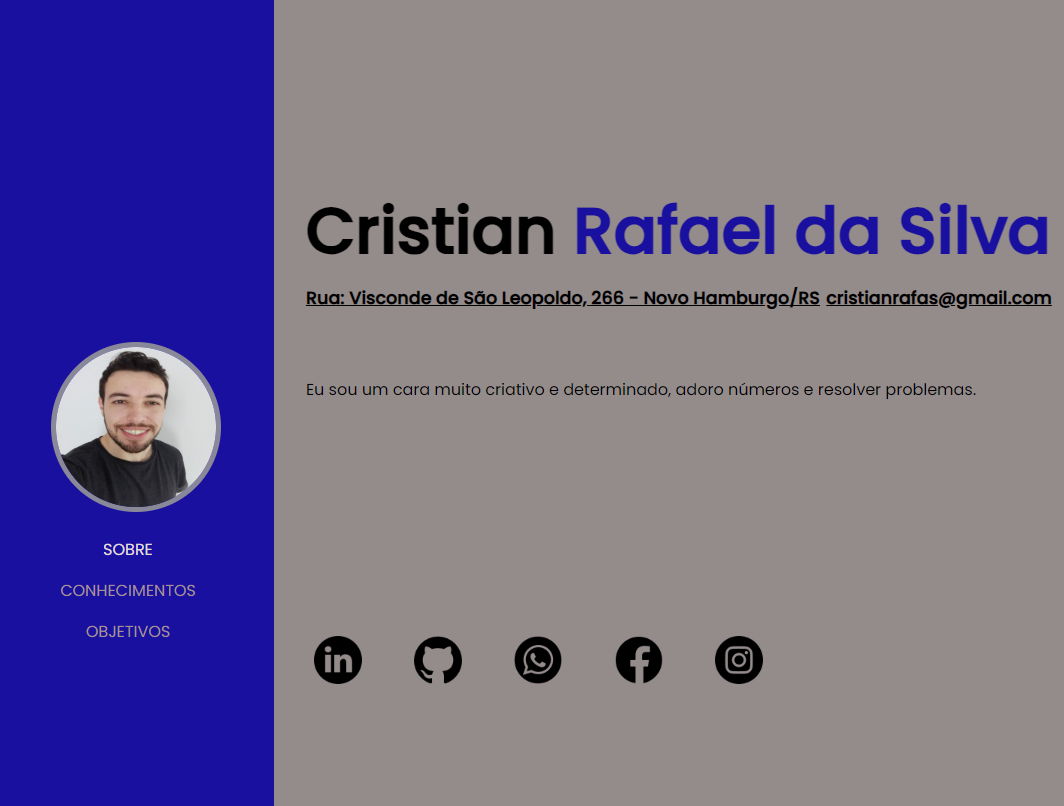 SOBRE
CONHECIMENTOS
OBJETIVOS
Cristian Rafael da Silva
Rua: Visconde de São Leopoldo, 266 - Novo Hamburgo/RS cristianrafas@gmail.com
Eu sou um cara muito criativo e determinado, adoro números e resolver problemas.
in